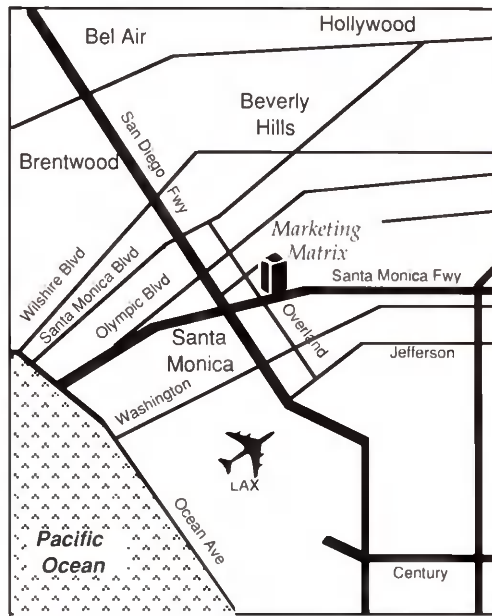 Hollywood
Bel Air
Beverly
Hills
San Diego
Fwy
Brentwood
Marketing
Matrix
Wilshire Blvd
Santa Monica Blvd
Olympic Blvd
Santa Monica Fwy
Overland
Santa
Monica
Jefferson
Washington
LAX
Ocean Ave
Pacific
Ocean
Century